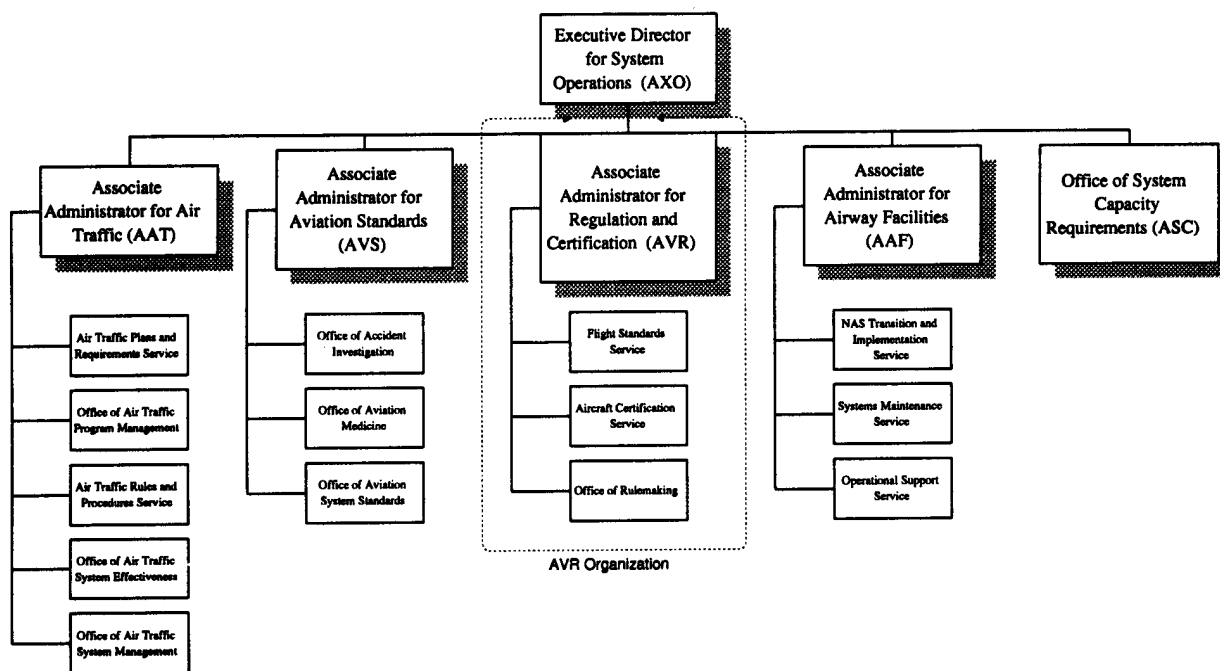 Executive Director
for System
Operations (AXO)
Associate
Administrator for Air
Traffic (AAT)
Associate
Administrator for
Aviation Standards
(AVS)
Associate
Administrator for
Regulation and
Certification (AVR)
Associate
Administrator for
Airway Facilities
(AAF)
Office of System
Capacity
Requirements (ASC)
Air Traffic Plans and
Requirements Service
Office of Air Traffic
Program Management
Air Traffic Rules and
Procedures Service
Office of Air Traffic
System Effectiveness
Office of Air Traffic
System Management
Office of Accident
Investigation
Office of Aviation
Medicine
Office of Aviation
System Standards
Flight Standards
Service
Aircraft Certification
Service
Office of Rulemaking
AVR Organization
NAS Transition and
Implementation
Service
Systems Maintenance
Service
Operational Support
Service